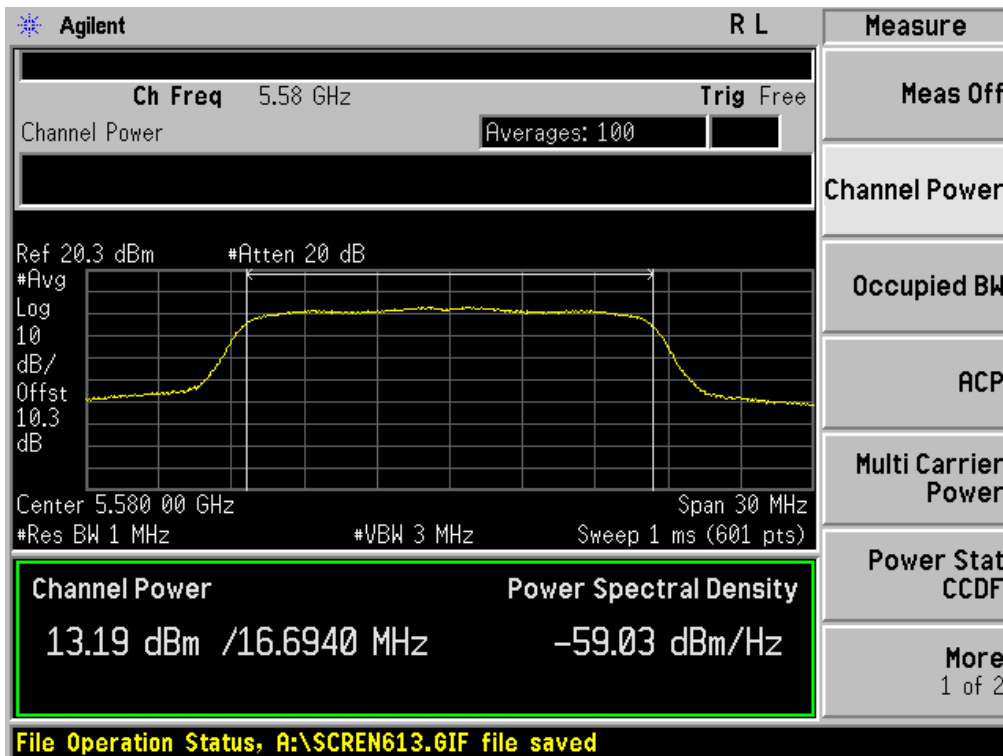 Agilent R L Measure
Ch Freq 5.58 GHz Trig Free
Meas Off
Channel Power Averages: 100
Channel Power
Ref 20.3 dBm #Atten 20 dB
#Avg
Log
10
dB/
Offst
10.3
dB
Occupied BW
ACP
Center 5.580 00 GHz Span 30 MHz
#Res BW 1 MHz #VBW 3 MHz Sweep 1 ms (601 pts)
Multi Carrier
Power
Channel Power Power Spectral Density
13.19 dBm /16.6940 MHz -59.03 dBm/Hz
Power Stat
CCDF
More
1 of 2
File Operation Status, A:\SCREN613.GIF file saved